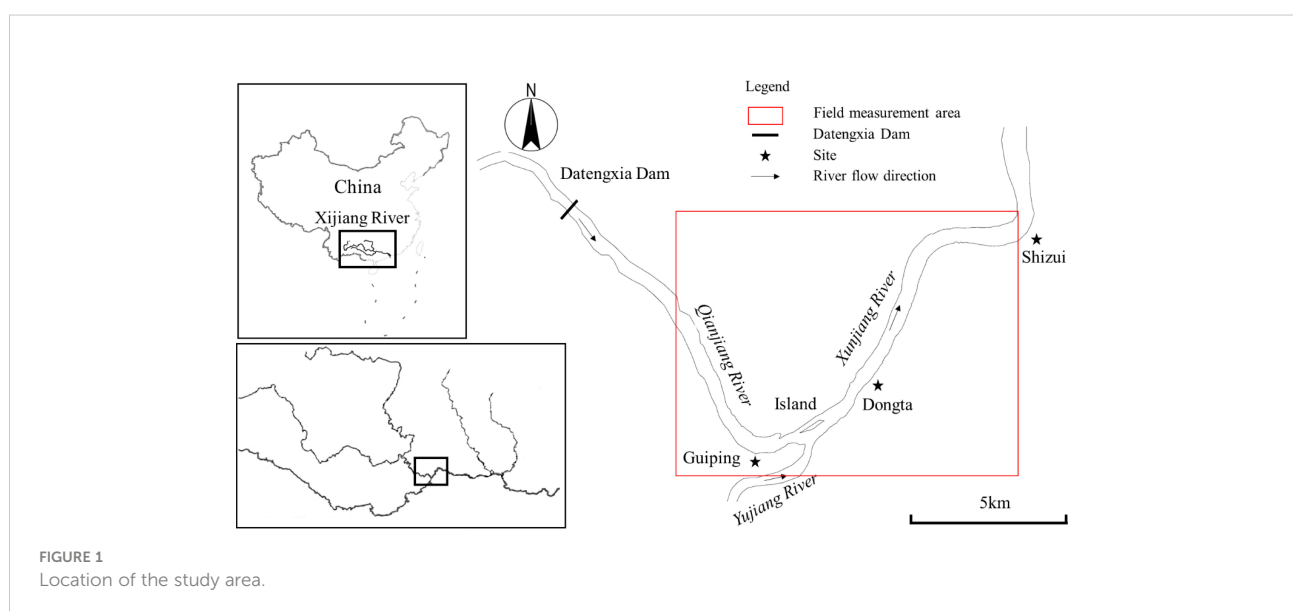 N
Legend
Field measurement area
Datengxia Dam
Site
River flow direction
China
Xijiang River
Datengxia Dam
Shizui
Qianjiang River
Xunjiang River
Island
Dongta
Guiping
Yujiang River
5km
FIGURE 1
Location of the study area.